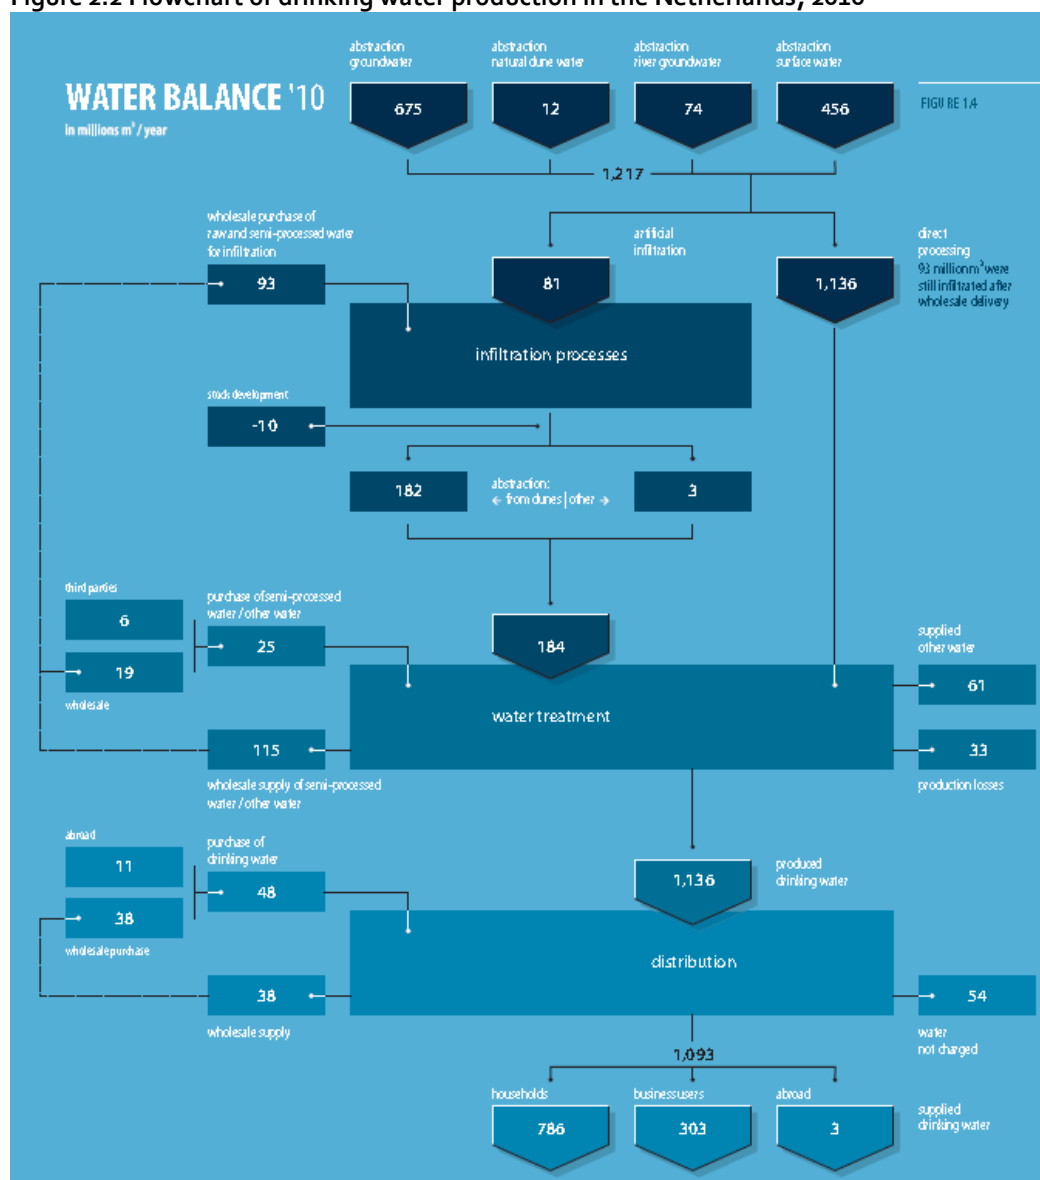 Figure 2.2 Flowchart of drinking water production in the Netherlands, 2010
WATER BALANCE '10
in millions m³ / year
abstraction
groundwater
675
abstraction
natural dune water
12
abstraction
river groundwater
74
abstraction
surface water
456
FIGURE 1.4
1,217
wholesale purchase of
raw and semi-processed water
for infiltration
93
artificial
infiltration
81
1,136
direct
processing
93 million m³ were
still infiltrated after
wholesale delivery
infiltration processes
stock development
-10
182
abstraction:
← from dunes | other →
3
third parties
6
19
wholesale
purchase of semi-processed
water / other water
25
184
supplied
other water
61
water treatment
115
wholesale supply of semi-processed
water / other water
33
production losses
abroad
11
38
wholesale purchase
purchase of
drinking water
48
1,136
produced
drinking water
distribution
38
wholesale supply
54
water
not charged
1,093
households
786
business users
303
abroad
3
supplied
drinking water